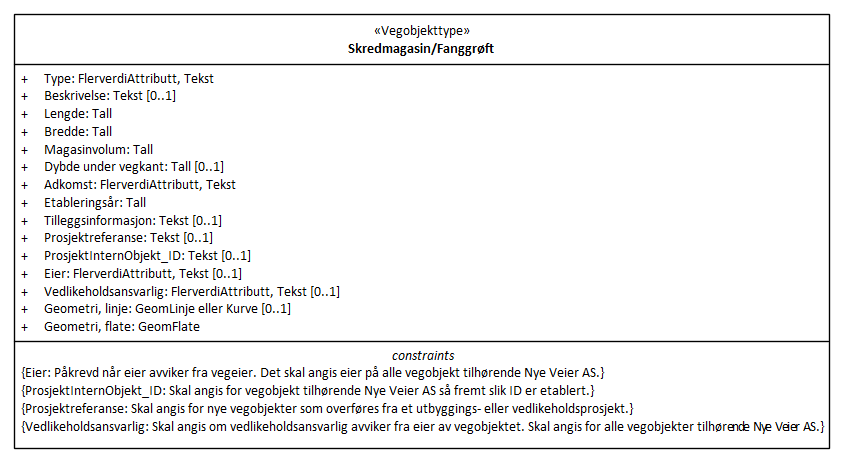 «Vegobjekttype»
Skredmagasin/Fanggrøft
+ Type: FlerverdiAttributt, Tekst
+ Beskrivelse: Tekst [0..1]
+ Lengde: Tall
+ Bredde: Tall
+ Magasinvolum: Tall
+ Dybde under vegkant: Tall [0..1]
+ Adkomst: FlerverdiAttributt, Tekst
+ Etableringsår: Tall
+ Tilleggsinformasjon: Tekst [0..1]
+ Prosjektreferanse: Tekst [0..1]
+ ProsjektInternObjekt_ID: Tekst [0..1]
+ Eier: FlerverdiAttributt, Tekst [0..1]
+ Vedlikeholdsansvarlig: FlerverdiAttributt, Tekst [0..1]
+ Geometri, linje: GeomLinje eller Kurve [0..1]
+ Geometri, flate: GeomFlate
constraints
{Eier: Påkrevd når eier avviker fra vegeier. Det skal angis eier på alle vegobjekt tilhørende Nye Veier AS.}
{ProsjektInternObjekt_ID: Skal angis for vegobjekt tilhørende Nye Veier AS så fremt slik ID er etablert.}
{Prosjektreferanse: Skal angis for nye vegobjekter som overføres fra et utbyggings- eller vedlikeholdsprosjekt.}
{Vedlikeholdsansvarlig: Skal angis om vedlikeholdsansvarlig avviker fra eier av vegobjektet. Skal angis for alle vegobjekter tilhørende Nye Veier AS.}